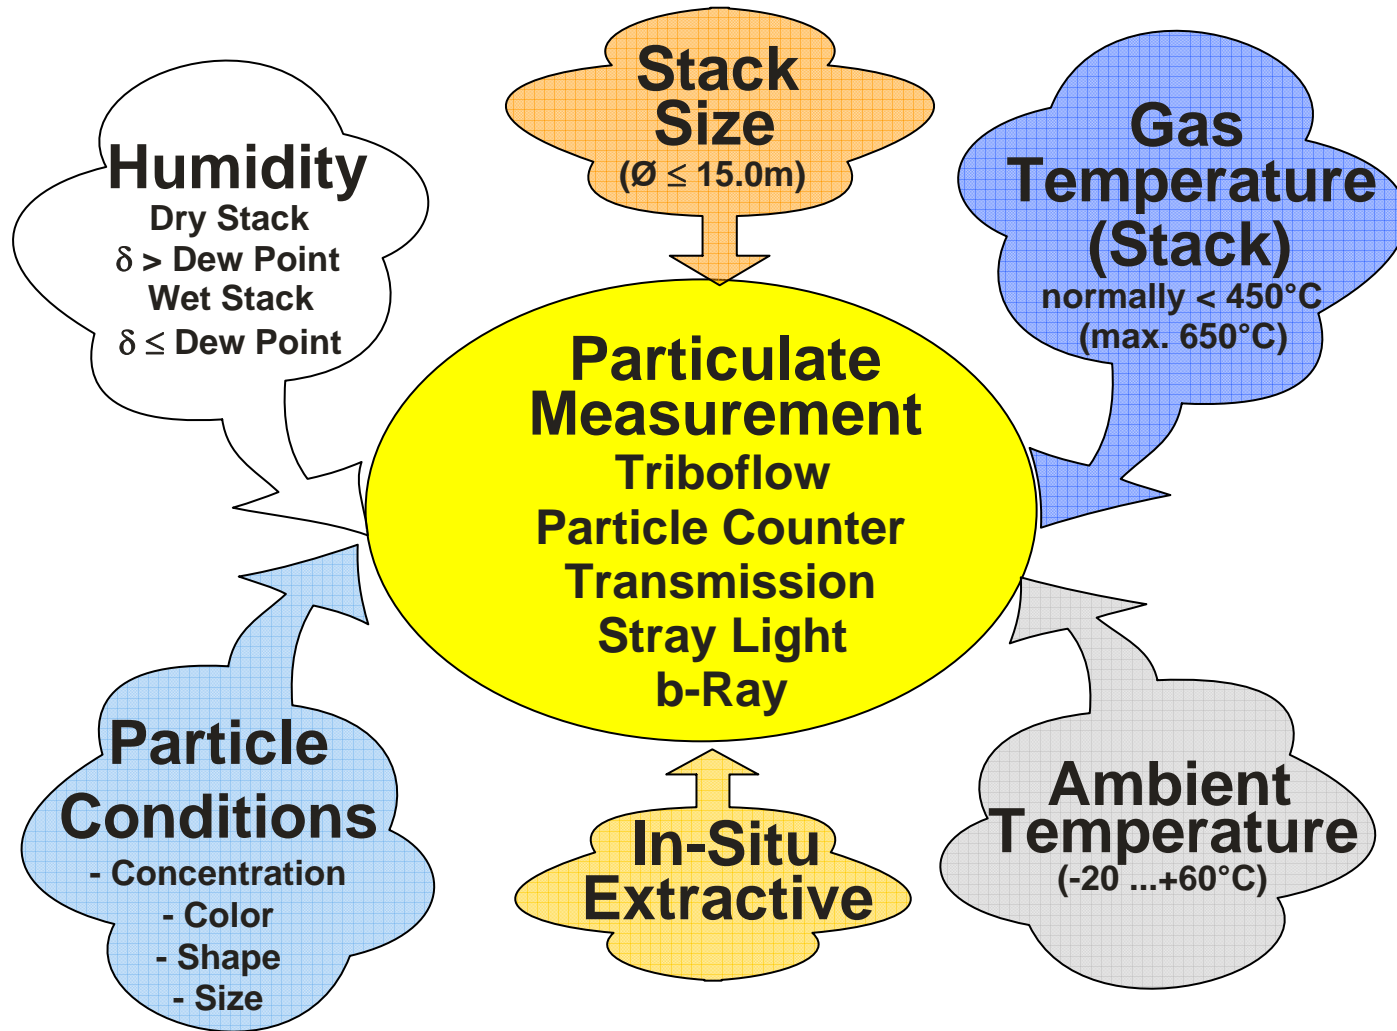 Stack
Size
(Ø ≤ 15.0m)
Humidity
Dry Stack
δ > Dew Point
Wet Stack
δ ≤ Dew Point
Gas
Temperature
(Stack)
normally < 450°C
(max. 650°C)
Particulate
Measurement
Triboflow
Particle Counter
Transmission
Stray Light
b-Ray
Particle
Conditions
- Concentration
- Color
- Shape
- Size
In-Situ
Extractive
Ambient
Temperature
(-20 ...+60°C)